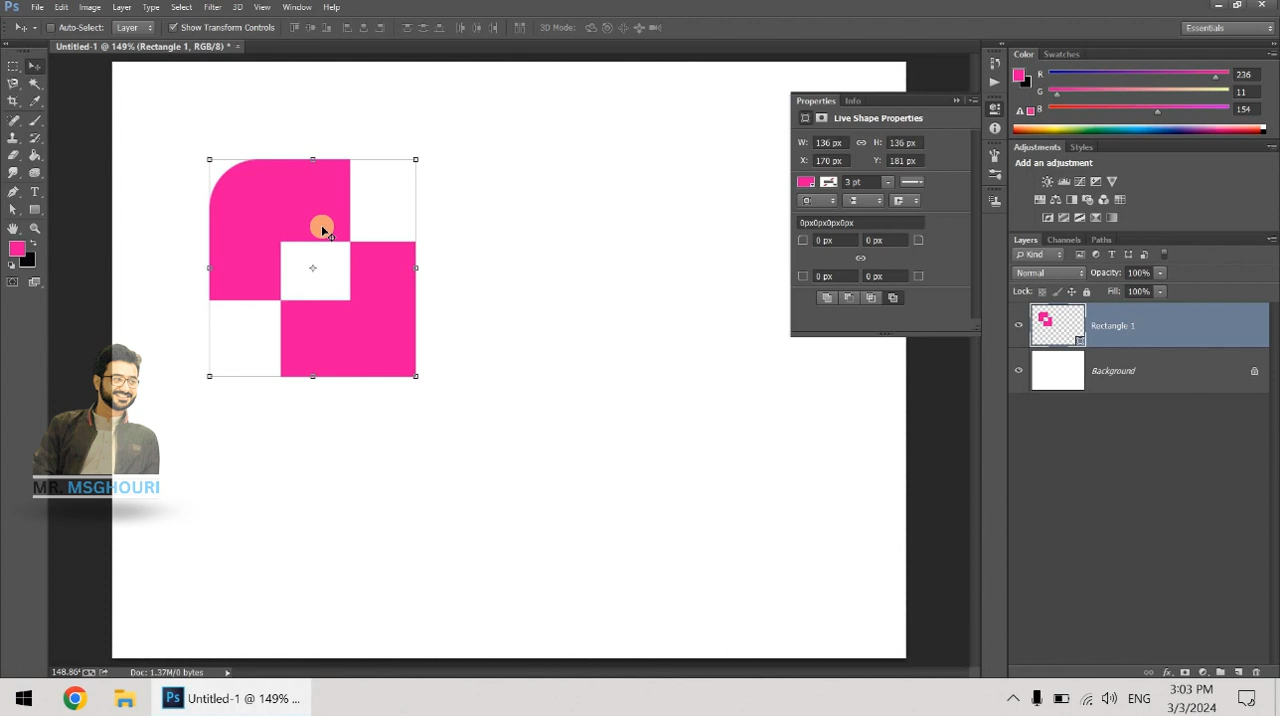 Ps File Edit Image Layer Type Select Filter 3D View Window Help
Auto-Select: Layer Show Transform Controls 3D Mode: Essentials
Untitled-1 @ 149% (Rectangle 1, RGB/8) *
Color Swatches
R 236
G 11
B 154
Properties Info
Live Shape Properties
W: 136 px H: 136 px
X: 170 px Y: 181 px
3 pt
0px0px0px0px
0 px 0 px
0 px 0 px
Adjustments Styles
Add an adjustment
Layers Channels Paths
Kind
Normal Opacity: 100%
Lock: Fill: 100%
Rectangle 1
Background
MR. MSGHOURI
148.86% Doc: 1.37M/0 bytes
Ps Untitled-1 @ 149% ...
ENG
3:03 PM
3/3/2024